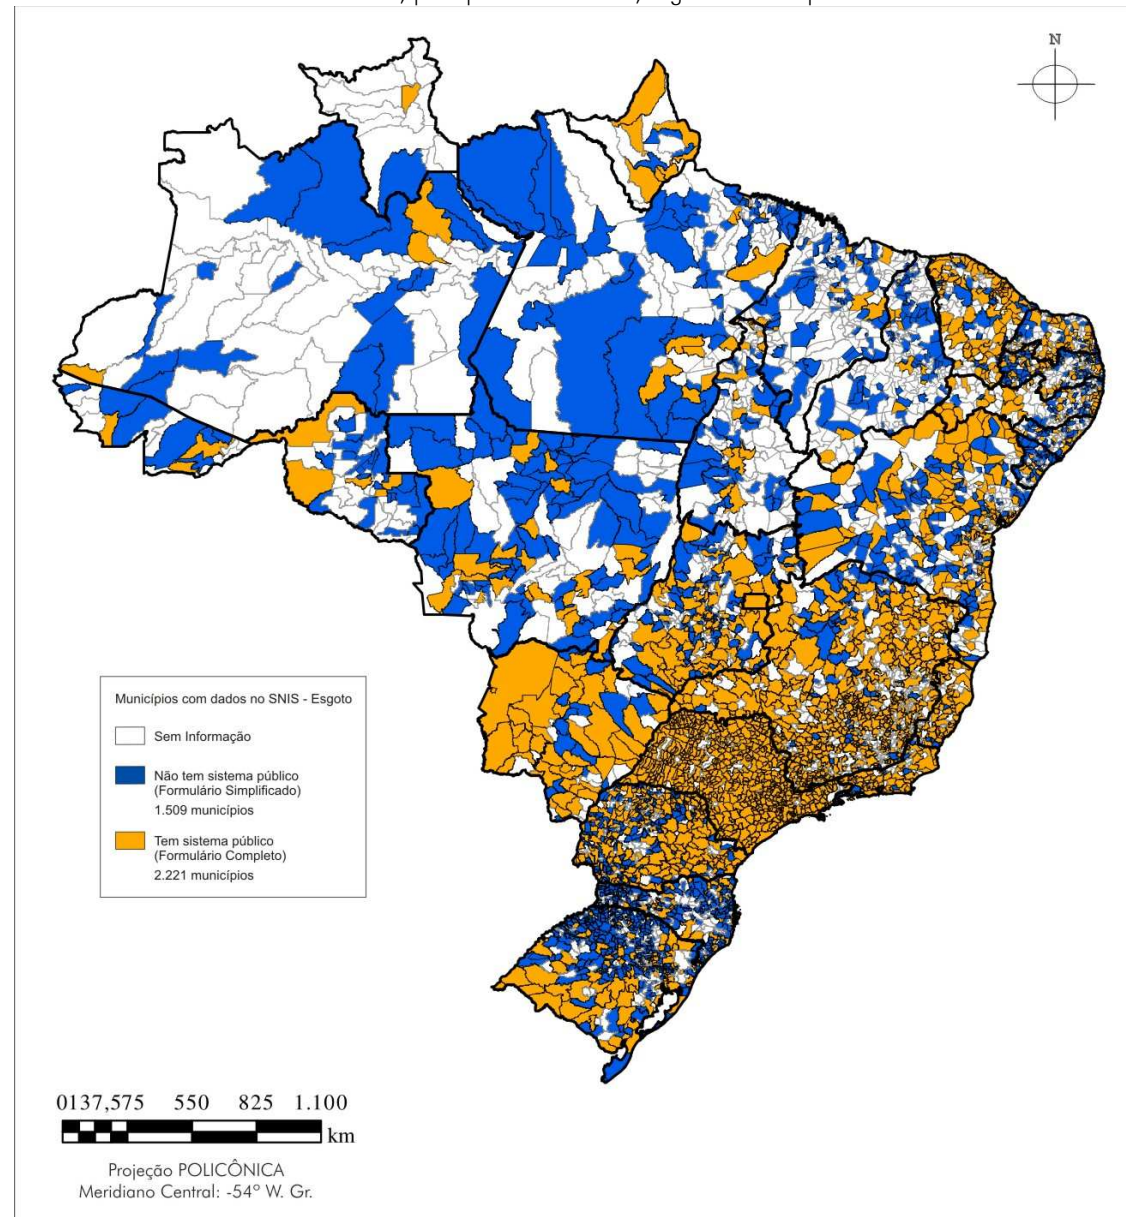 N
Municípios com dados no SNIS - Esgoto
Sem Informação
Não tem sistema público
(Formulário Simplificado)
1.509 municípios
Tem sistema público
(Formulário Completo)
2.221 municípios
0137,575 550 825 1.100
km
Projeção POLICÔNICA
Meridiano Central: -54º W. Gr.